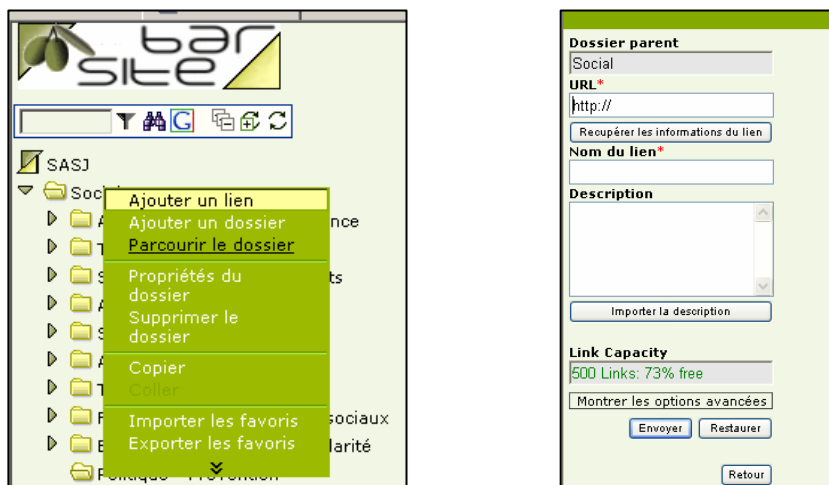 bar
site
G
SASJ
Ajouter un lien
Ajouter un dossier
nce
Parcourir le dossier
Propriétés du
ts
dossier
Supprimer le
dossier
Copier
Coller
Importer les favoris
sociaux
Exporter les favoris
larité
Dossier parent
Social
URL*
http://
Recupérer les informations du lien
Nom du lien*
Description
Importer la description
Link Capacity
500 Links: 73% free
Montrer les options avancées
Envoyer
Restaurer
Retour